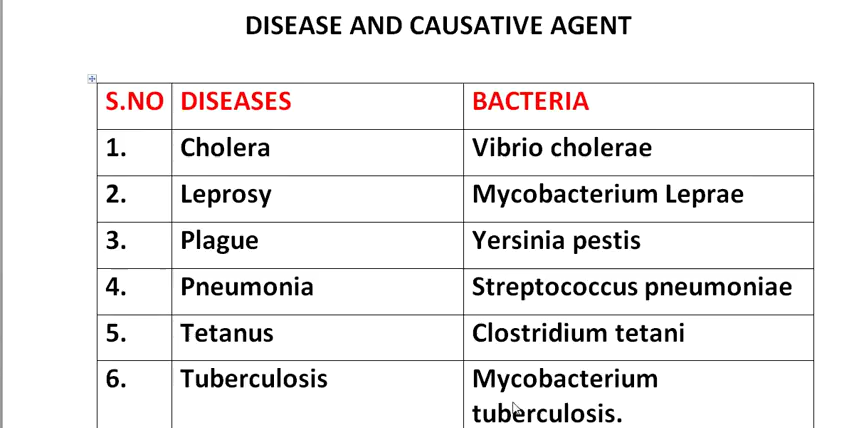 DISEASE AND CAUSATIVE AGENT
S.NO DISEASES BACTERIA
1. Cholera Vibrio cholerae
2. Leprosy Mycobacterium Leprae
3. Plague Yersinia pestis
4. Pneumonia Streptococcus pneumoniae
5. Tetanus Clostridium tetani
6. Tuberculosis Mycobacterium
tuberculosis.